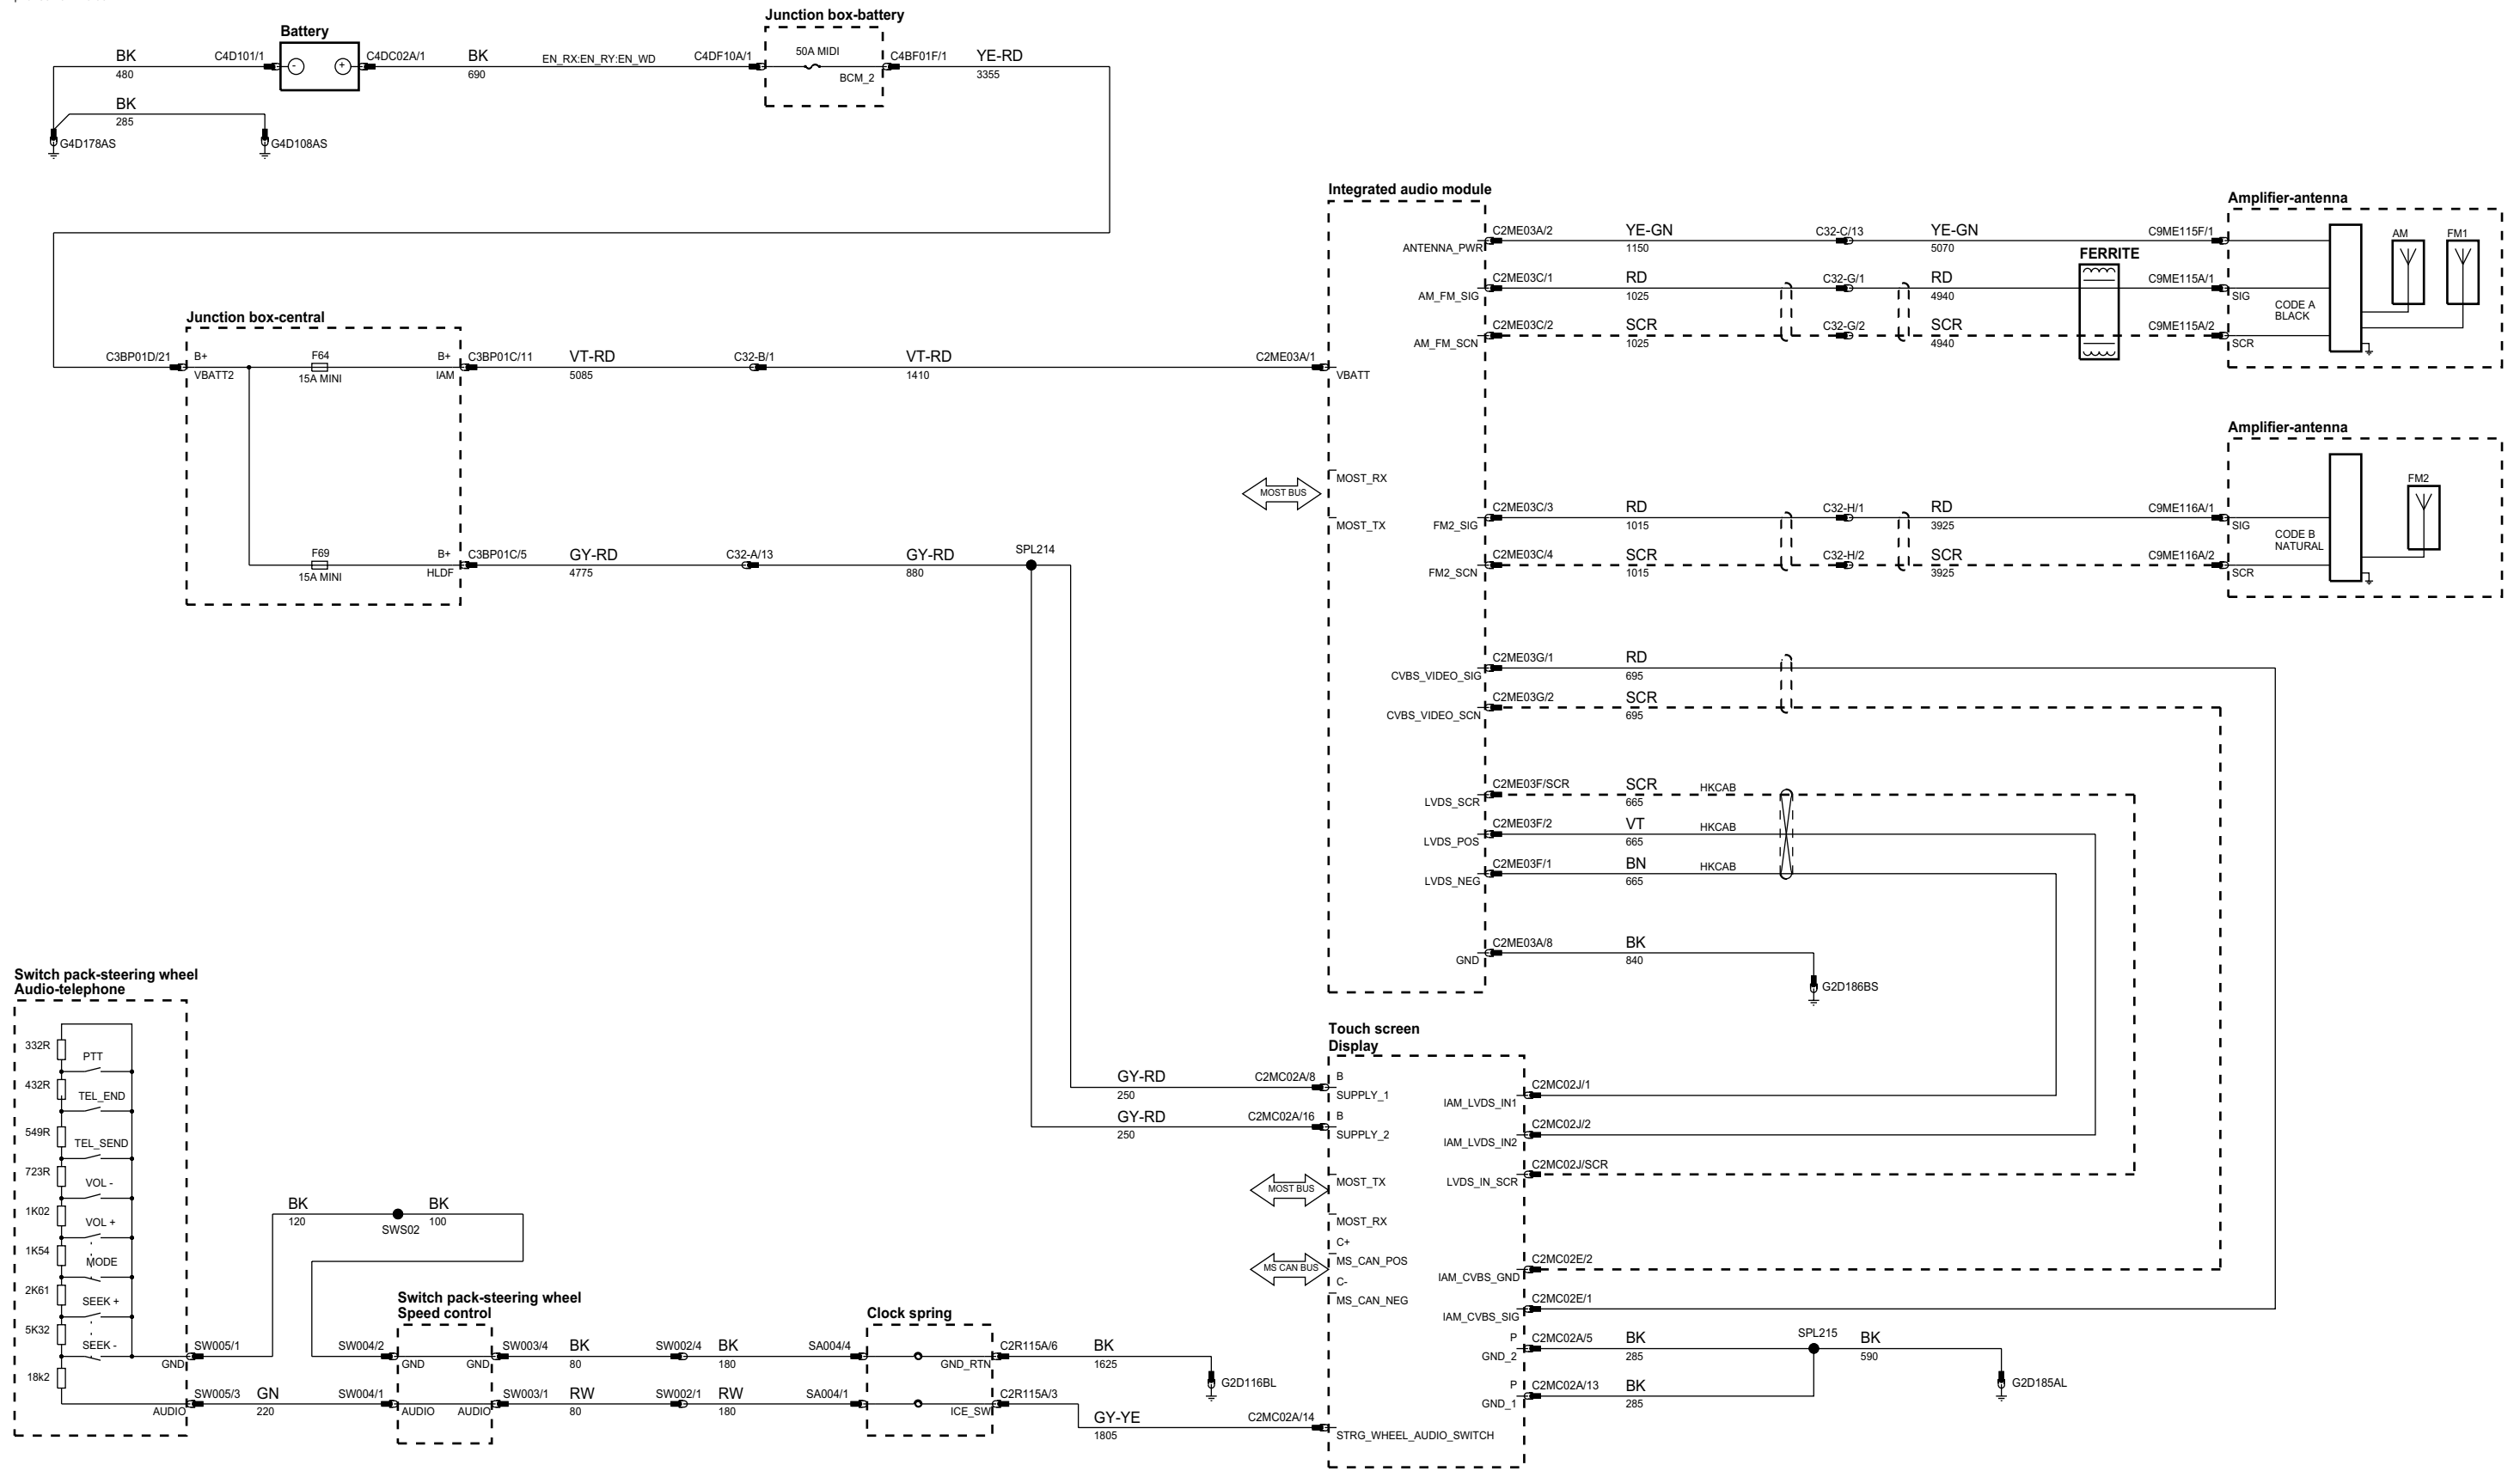 Battery
BK
480
C4D101/1
-
+
C4DC02A/1
BK
690
EN_RX:EN_RY:EN_WD
C4DF10A/1
Junction box-battery
50A MIDI
BCM_2
C4BF01F/1
YE-RD
3355
BK
285
G4D178AS
G4D108AS
Junction box-central
C3BP01D/21
B+
VBATT2
F64
15A MINI
B+
IAM
C3BP01C/11
VT-RD
5085
C32-B/1
VT-RD
1410
C2ME03A/1
F69
15A MINI
B+
HLDF
C3BP01C/5
GY-RD
4775
C32-A/13
GY-RD
880
SPL214
Integrated audio module
VBATT
MOST BUS
MOST_RX
MOST_TX
ANTENNA_PWR
C2ME03A/2
YE-GN
1150
C32-C/13
YE-GN
5070
C9ME115F/1
AM_FM_SIG
C2ME03C/1
RD
1025
C32-G/1
RD
4940
FERRITE
C9ME115A/1
AM_FM_SCN
C2ME03C/2
SCR
1025
C32-G/2
SCR
4940
C9ME115A/2
Amplifier-antenna
SIG
SCR
CODE A
BLACK
AM
FM1
FM2_SIG
C2ME03C/3
RD
1015
C32-H/1
RD
3925
C9ME116A/1
FM2_SCN
C2ME03C/4
SCR
1015
C32-H/2
SCR
3925
C9ME116A/2
Amplifier-antenna
SIG
SCR
CODE B
NATURAL
FM2
CVBS_VIDEO_SIG
C2ME03G/1
RD
695
CVBS_VIDEO_SCN
C2ME03G/2
SCR
695
LVDS_SCR
C2ME03F/SCR
SCR
665
HKCAB
LVDS_POS
C2ME03F/2
VT
665
HKCAB
LVDS_NEG
C2ME03F/1
BN
665
HKCAB
GND
C2ME03A/8
BK
840
G2D186BS
Touch screen
Display
GY-RD
250
C2MC02A/8
B
SUPPLY_1
GY-RD
250
C2MC02A/16
B
SUPPLY_2
MOST BUS
MOST_TX
MOST_RX
MS CAN BUS
C+
MS_CAN_POS
C-
MS_CAN_NEG
IAM_LVDS_IN1
C2MC02J/1
IAM_LVDS_IN2
C2MC02J/2
LVDS_IN_SCR
C2MC02J/SCR
IAM_CVBS_GND
C2MC02E/2
IAM_CVBS_SIG
C2MC02E/1
P
GND_2
C2MC02A/5
BK
285
SPL215
BK
590
G2D185AL
P
GND_1
C2MC02A/13
BK
285
STRG_WHEEL_AUDIO_SWITCH
Switch pack-steering wheel
Audio-telephone
332R
PTT
432R
TEL_END
549R
TEL_SEND
723R
VOL -
1K02
VOL +
1K54
MODE
2K61
SEEK +
5K32
SEEK -
18k2
GND
SW005/1
BK
120
SWS02
BK
100
AUDIO
SW005/3
GN
220
Switch pack-steering wheel
Speed control
SW004/2
GND
GND
SW003/4
BK
80
SW002/4
BK
180
SA004/4
SW004/1
AUDIO
AUDIO
SW003/1
RW
80
SW002/1
RW
180
SA004/1
Clock spring
GND_RTN
C2R115A/6
BK
1625
G2D116BL
ICE_SW
C2R115A/3
GY-YE
1805
C2MC02A/14